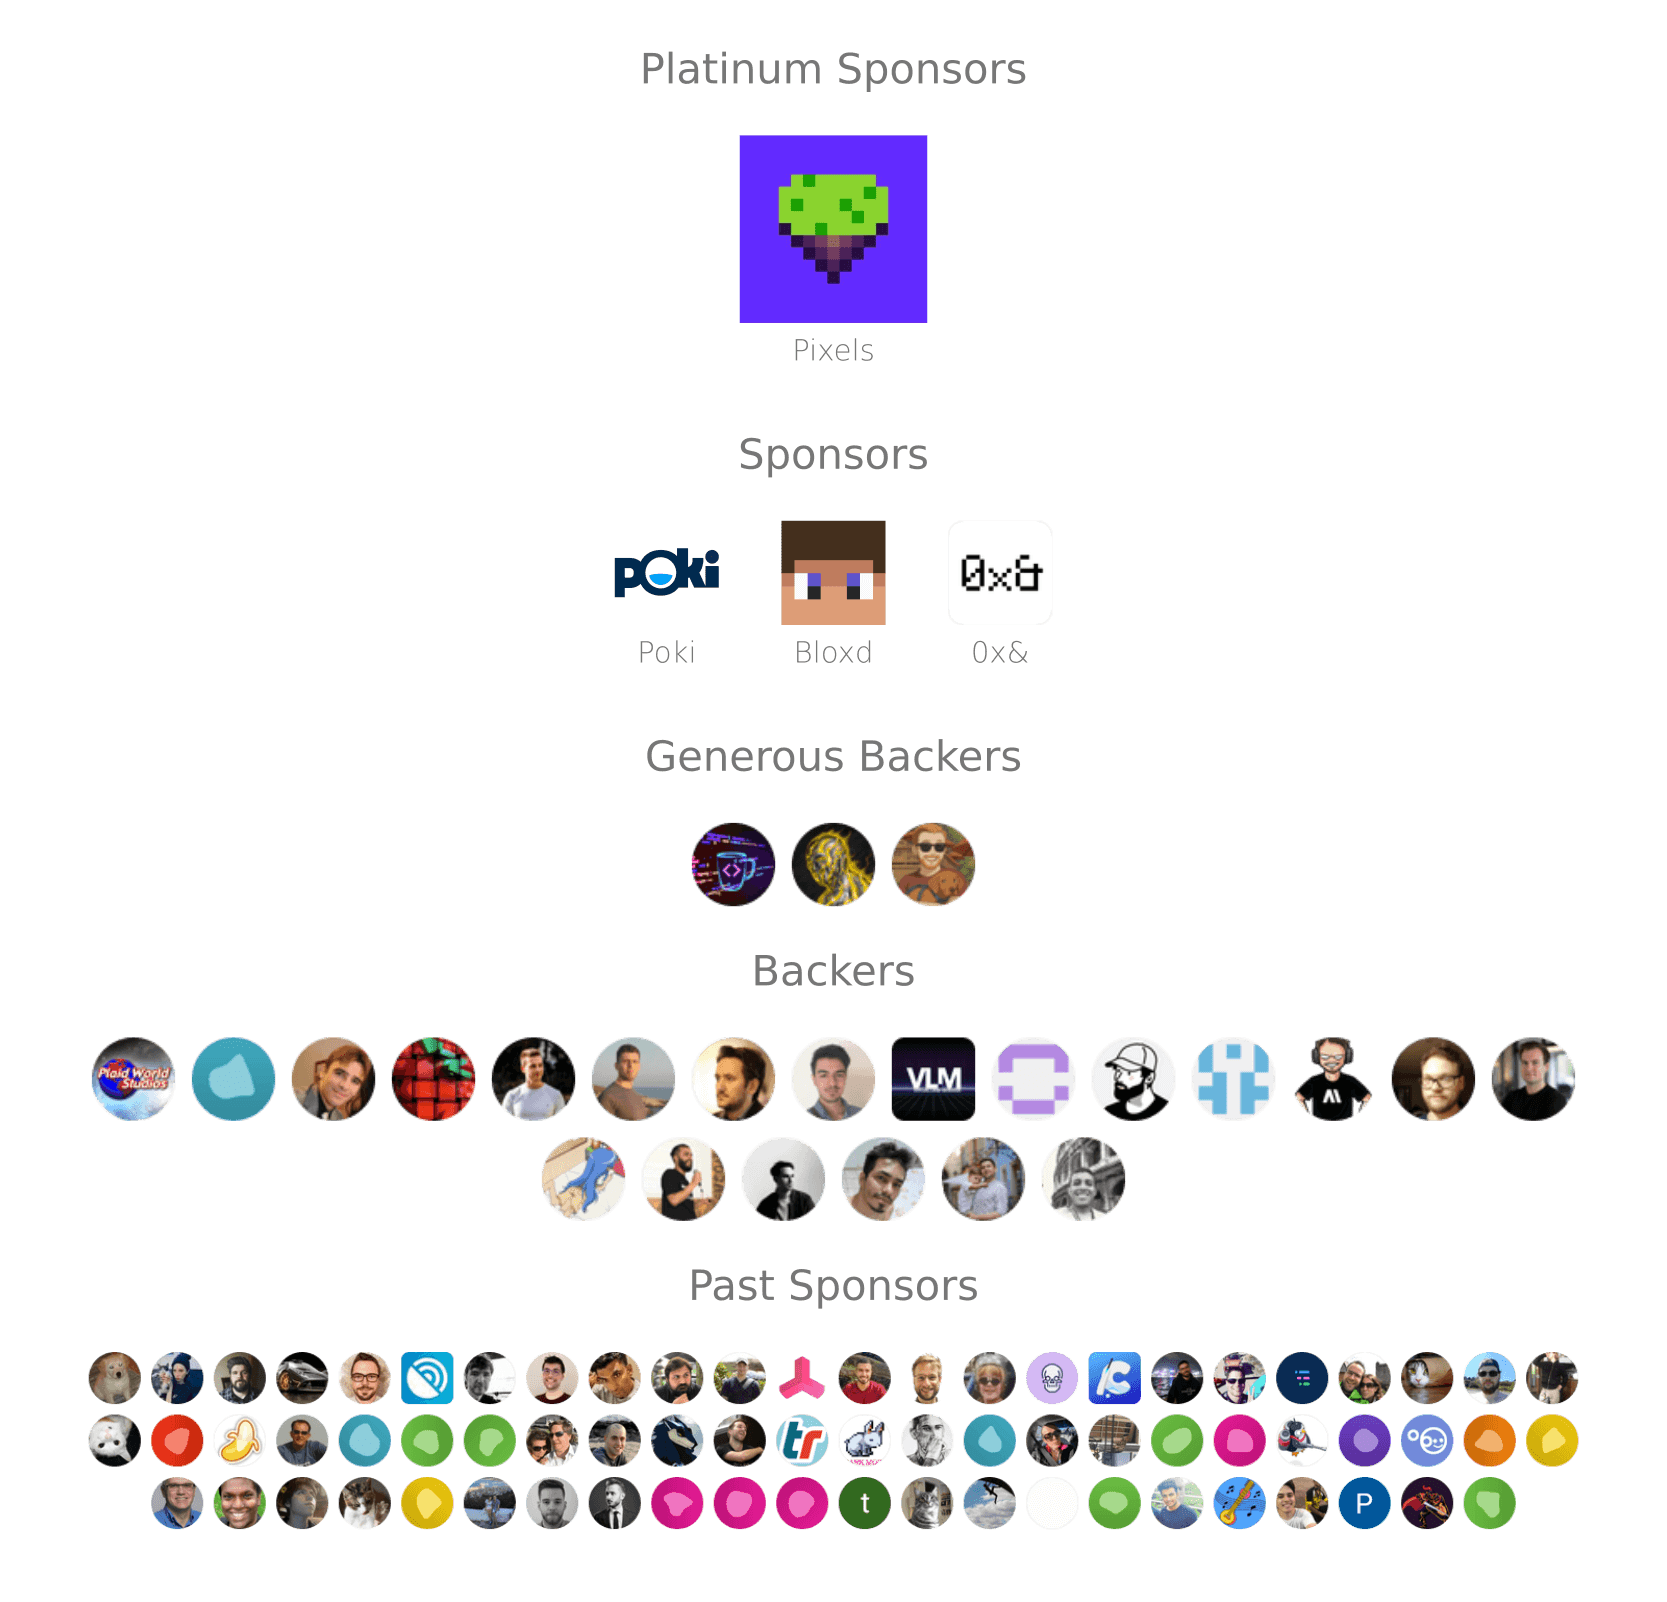 Platinum Sponsors
Pixels
Sponsors
poki
0x&
Poki
Bloxd
0x&
Generous Backers
<>
Backers
Plaid World
Studios
VLM
Past Sponsors
tr
t
P